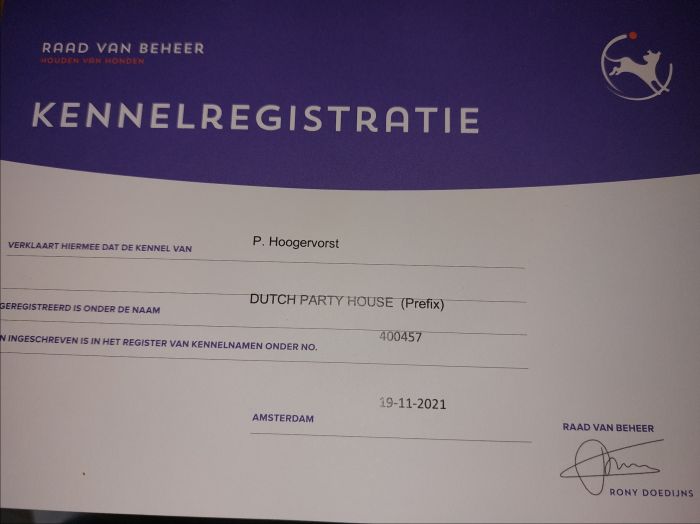 RAAD VAN BEHEER
HOUDEN VAN HONDEN
KENNELREGISTRATIE
VERKLAART HIERMEE DAT DE KENNEL VAN P. Hoogervorst
GEREGISTREERD IS ONDER DE NAAM DUTCH PARTY HOUSE (Prefix)
N INGESCHREVEN IS IN HET REGISTER VAN KENNELNAMEN ONDER NO. 400457
AMSTERDAM 19-11-2021
RAAD VAN BEHEER
RONY DOEDIJNS